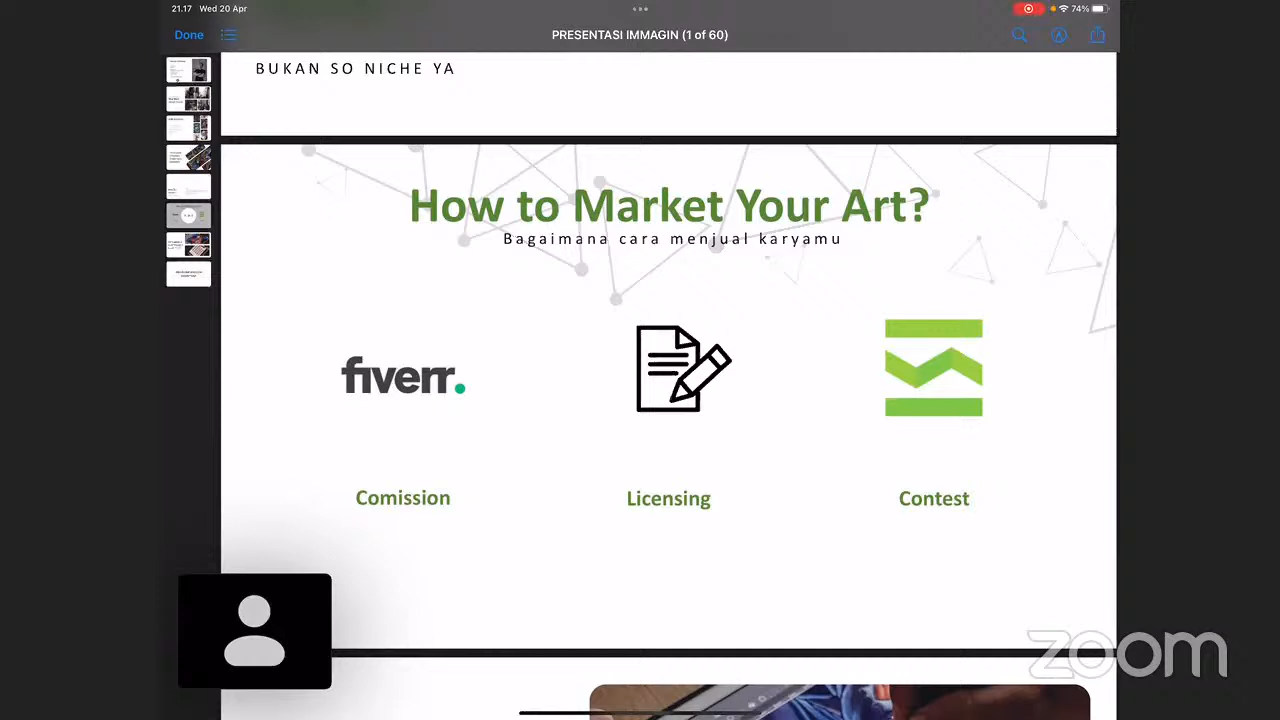 21.17 Wed 20 Apr
74%
Done
PRESENTASI IMMAGIN (1 of 60)
BUKAN SO NICHE YA
How to Market Your Art?
Bagaimana cara menjual karyamu
fiverr.
Comission
Licensing
Contest
zoom